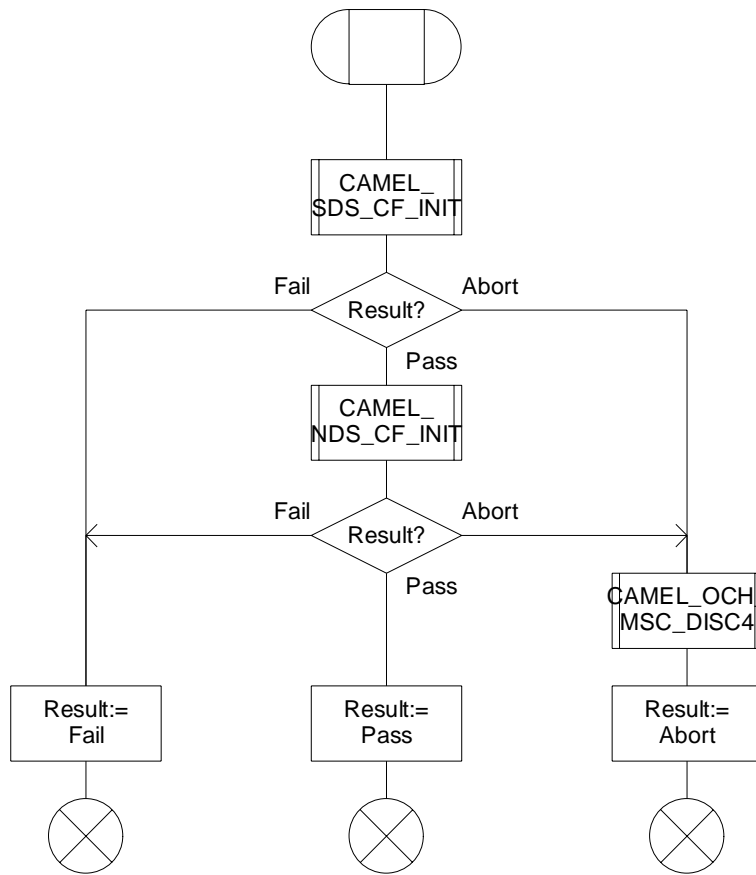 CAMEL_
SDS_CF_INIT
Fail
Abort
Result?
Pass
CAMEL_
NDS_CF_INIT
Fail
Abort
Result?
Pass
CAMEL_OCH_
MSC_DISC4
Result:=
Fail
Result:=
Pass
Result:=
Abort